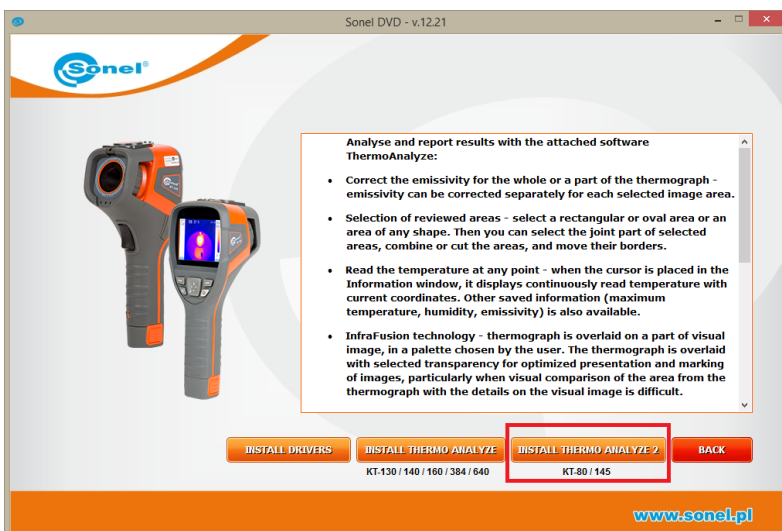 Sonel DVD - v.12.21
Sonel®
Analyse and report results with the attached software
ThermoAnalyze:
• Correct the emissivity for the whole or a part of the thermograph -
emissivity can be corrected separately for each selected image area.
• Selection of reviewed areas - select a rectangular or oval area or an
area of any shape. Then you can select the joint part of selected
areas, combine or cut the areas, and move their borders.
• Read the temperature at any point - when the cursor is placed in the
Information window, it displays continuously read temperature with
current coordinates. Other saved information (maximum
temperature, humidity, emissivity) is also available.
• InfraFusion technology - thermograph is overlaid on a part of visual
image, in a palette chosen by the user. The thermograph is overlaid
with selected transparency for optimized presentation and marking
of images, particularly when visual comparison of the area from the
thermograph with the details on the visual image is difficult.
INSTALL DRIVERS
INSTALL THERMO ANALYZE
INSTALL THERMO ANALYZE 2
BACK
KT-130 / 140 / 160 / 384 / 640
KT-80 / 145
www.sonel.pl